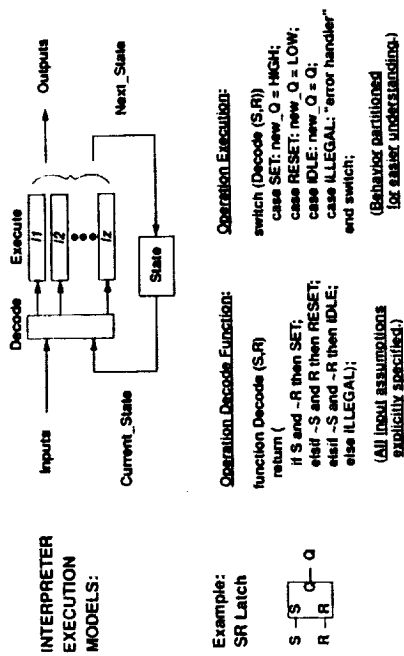 INTERPRETER
EXECUTION
MODELS:
Decode
Execute
Inputs
I1
I2
Iz
Outputs
Current_State
State
Next_State
Example:
SR Latch
S
S
Q
Q
R
R
Operation Decode Function:
function Decode (S,R)
return (
if S and ~R then SET;
elsif ~S and R then RESET;
elsif ~S and ~R then IDLE;
else ILLEGAL);
(All input assumptions
explicitly specified.)
Operation Execution:
switch (Decode (S,R))
case SET: new_Q = HIGH;
case RESET: new_Q = LOW;
case IDLE: new_Q = Q;
case ILLEGAL: "error handler"
end switch;
(Behavior partitioned
for easier understanding.)